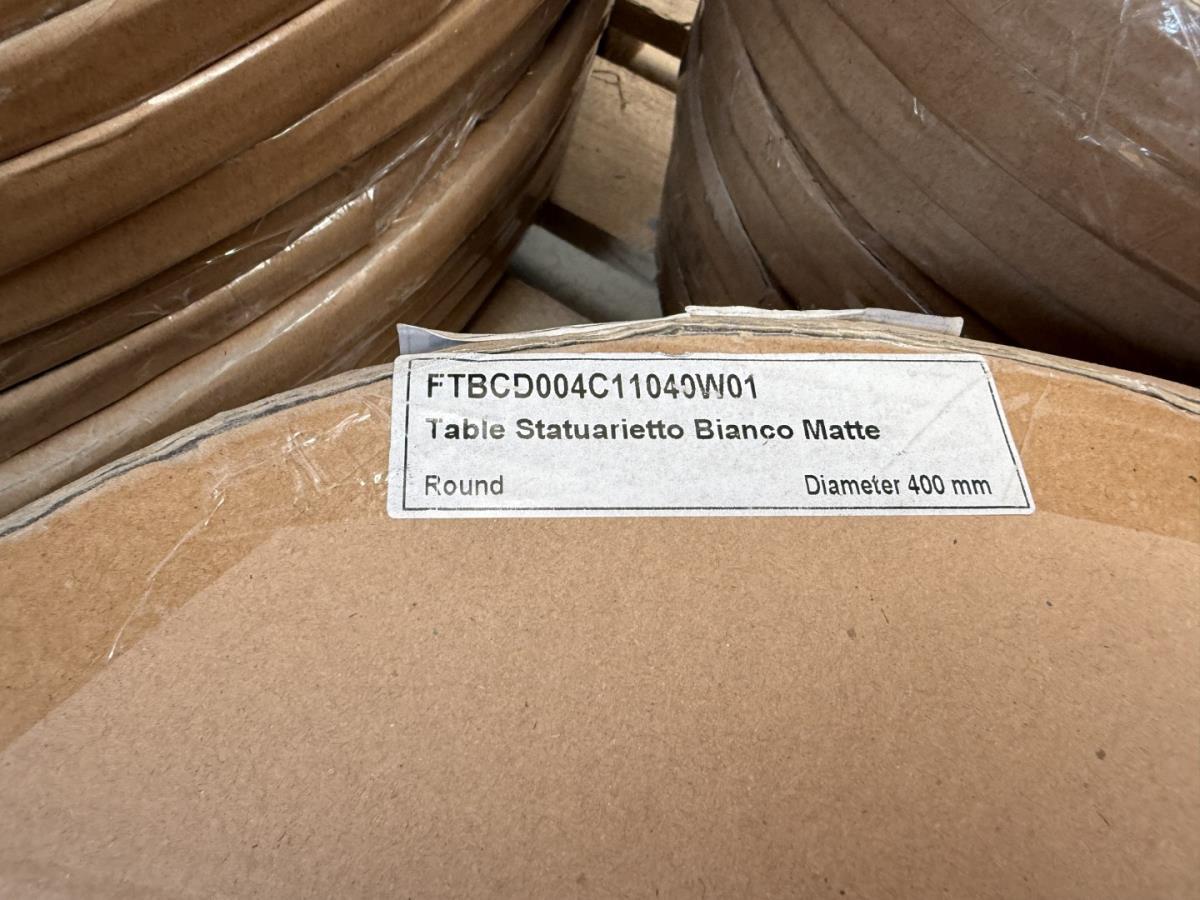 FTBCD004C11040W01
Table Statuarietto Bianco Matte
Round Diameter 400 mm